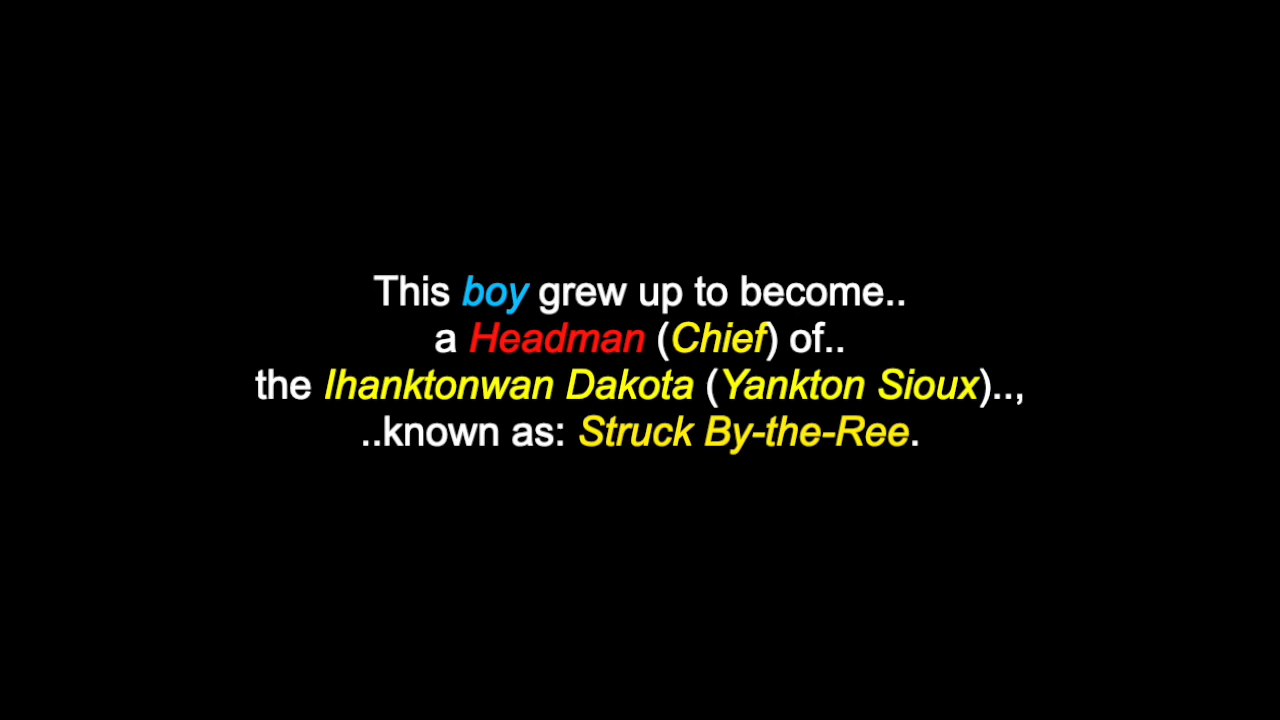 This boy grew up to become..
a Headman (Chief) of..
the Ihanktonwan Dakota (Yankton Sioux)..,
..known as: Struck By-the-Ree.